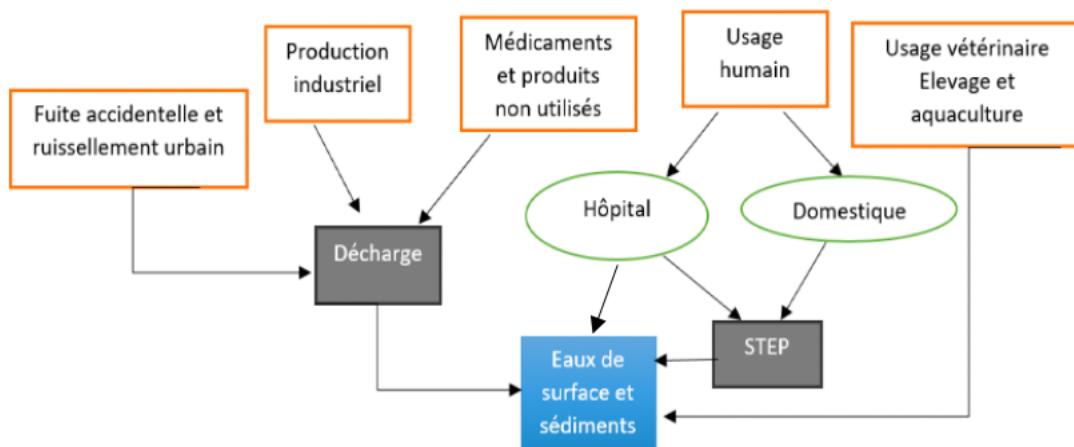 Fuite accidentelle et
ruissellement urbain
Production
industriel
Médicaments
et produits
non utilisés
Usage
humain
Usage vétérinaire
Elevage et
aquaculture
Hôpital
Domestique
Décharge
STEP
Eaux de
surface et
sédiments